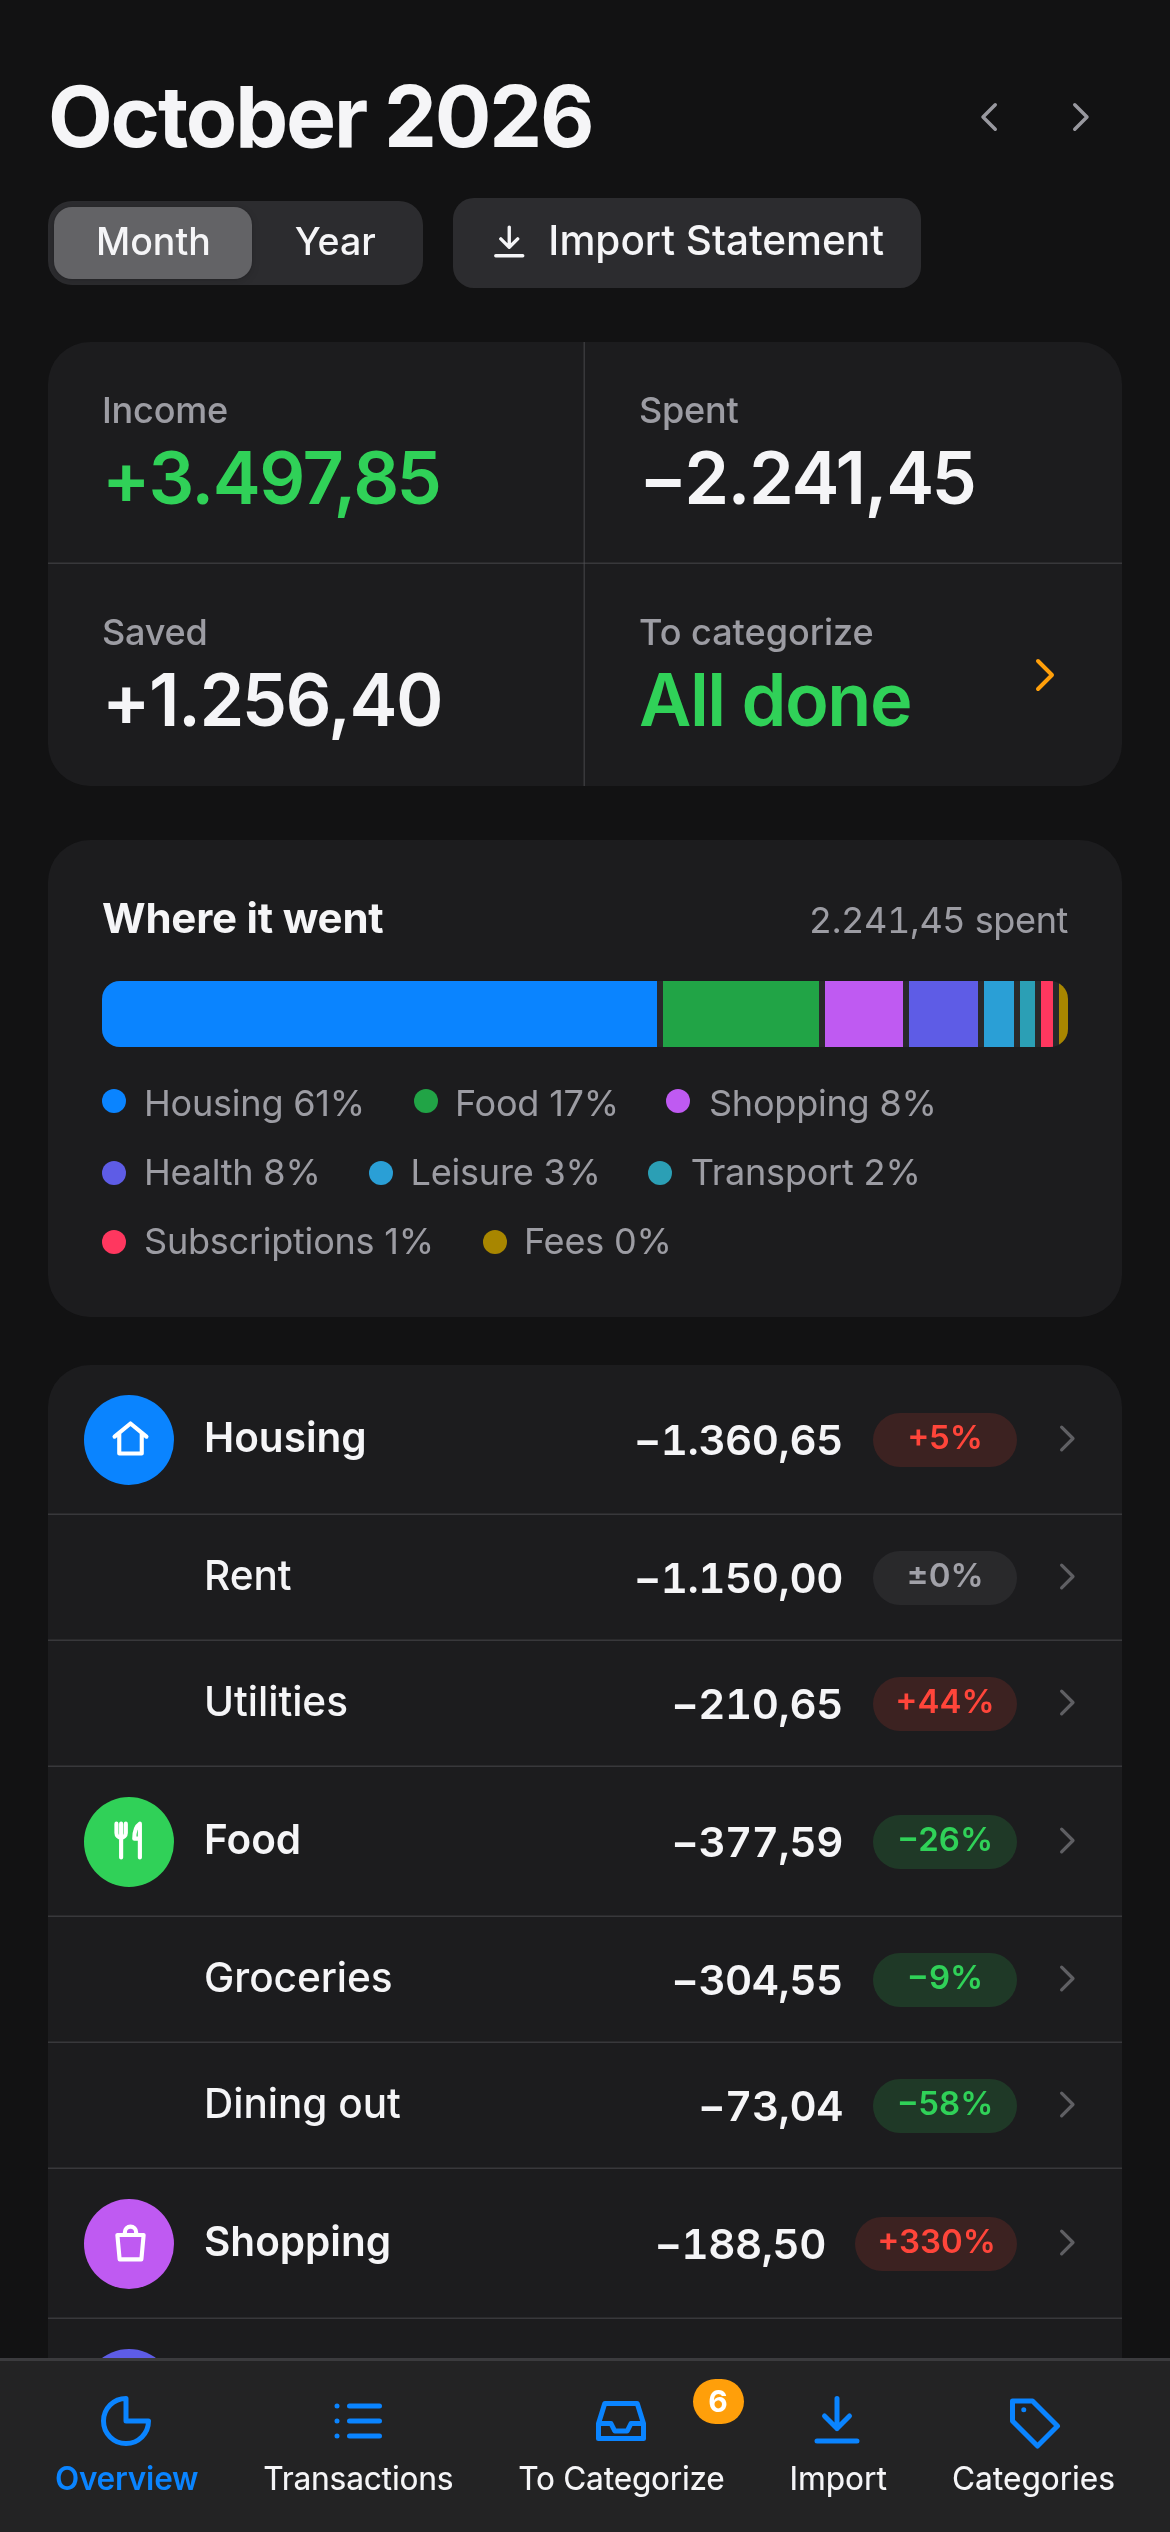 October 2026
Month Year Import Statement
Income Spent
+3.497,85 −2.241,45
Saved To categorize
+1.256,40 All done
Where it went 2.241,45 spent
Housing 61% Food 17% Shopping 8%
Health 8% Leisure 3% Transport 2%
Subscriptions 1% Fees 0%
Housing −1.360,65 +5%
Rent −1.150,00 ±0%
Utilities −210,65 +44%
Food −377,59 −26%
Groceries −304,55 −9%
Dining out −73,04 −58%
Shopping −188,50 +330%
6
Overview Transactions To Categorize Import Categories